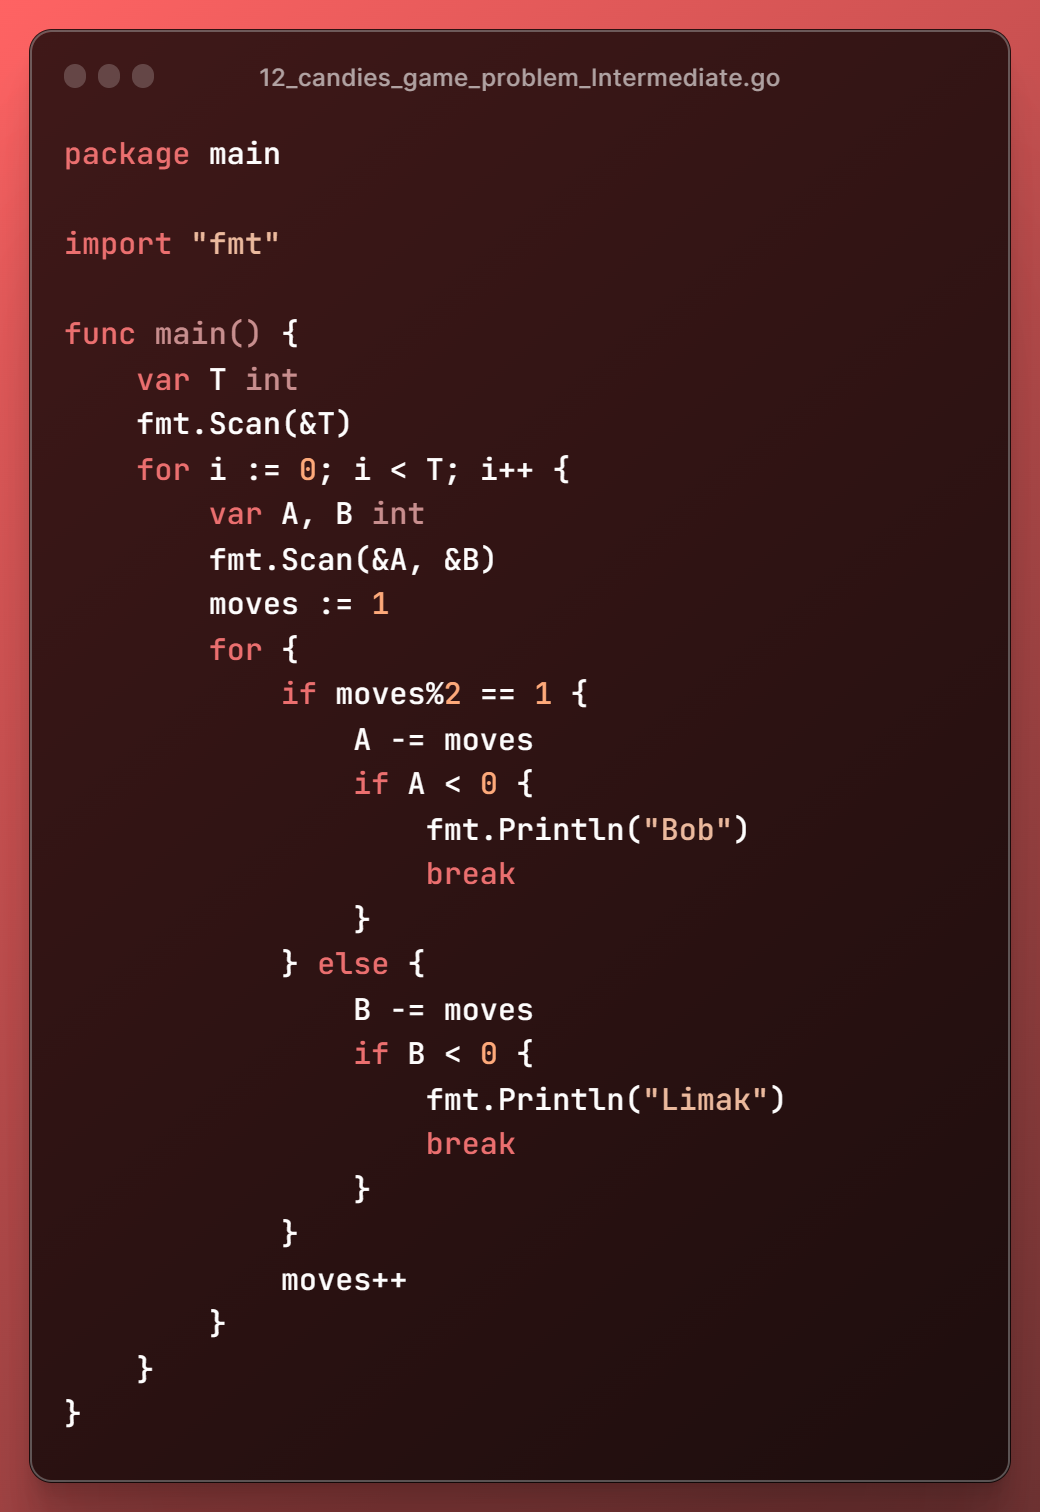 12_candies_game_problem_Intermediate.go
package main
import "fmt"
func main() {
    var T int
    fmt.Scan(&T)
    for i := 0; i < T; i++ {
        var A, B int
        fmt.Scan(&A, &B)
        moves := 1
        for {
            if moves%2 == 1 {
                A -= moves
                if A < 0 {
                    fmt.Println("Bob")
                    break
                }
            } else {
                B -= moves
                if B < 0 {
                    fmt.Println("Limak")
                    break
                }
            }
            moves++
        }
    }
}